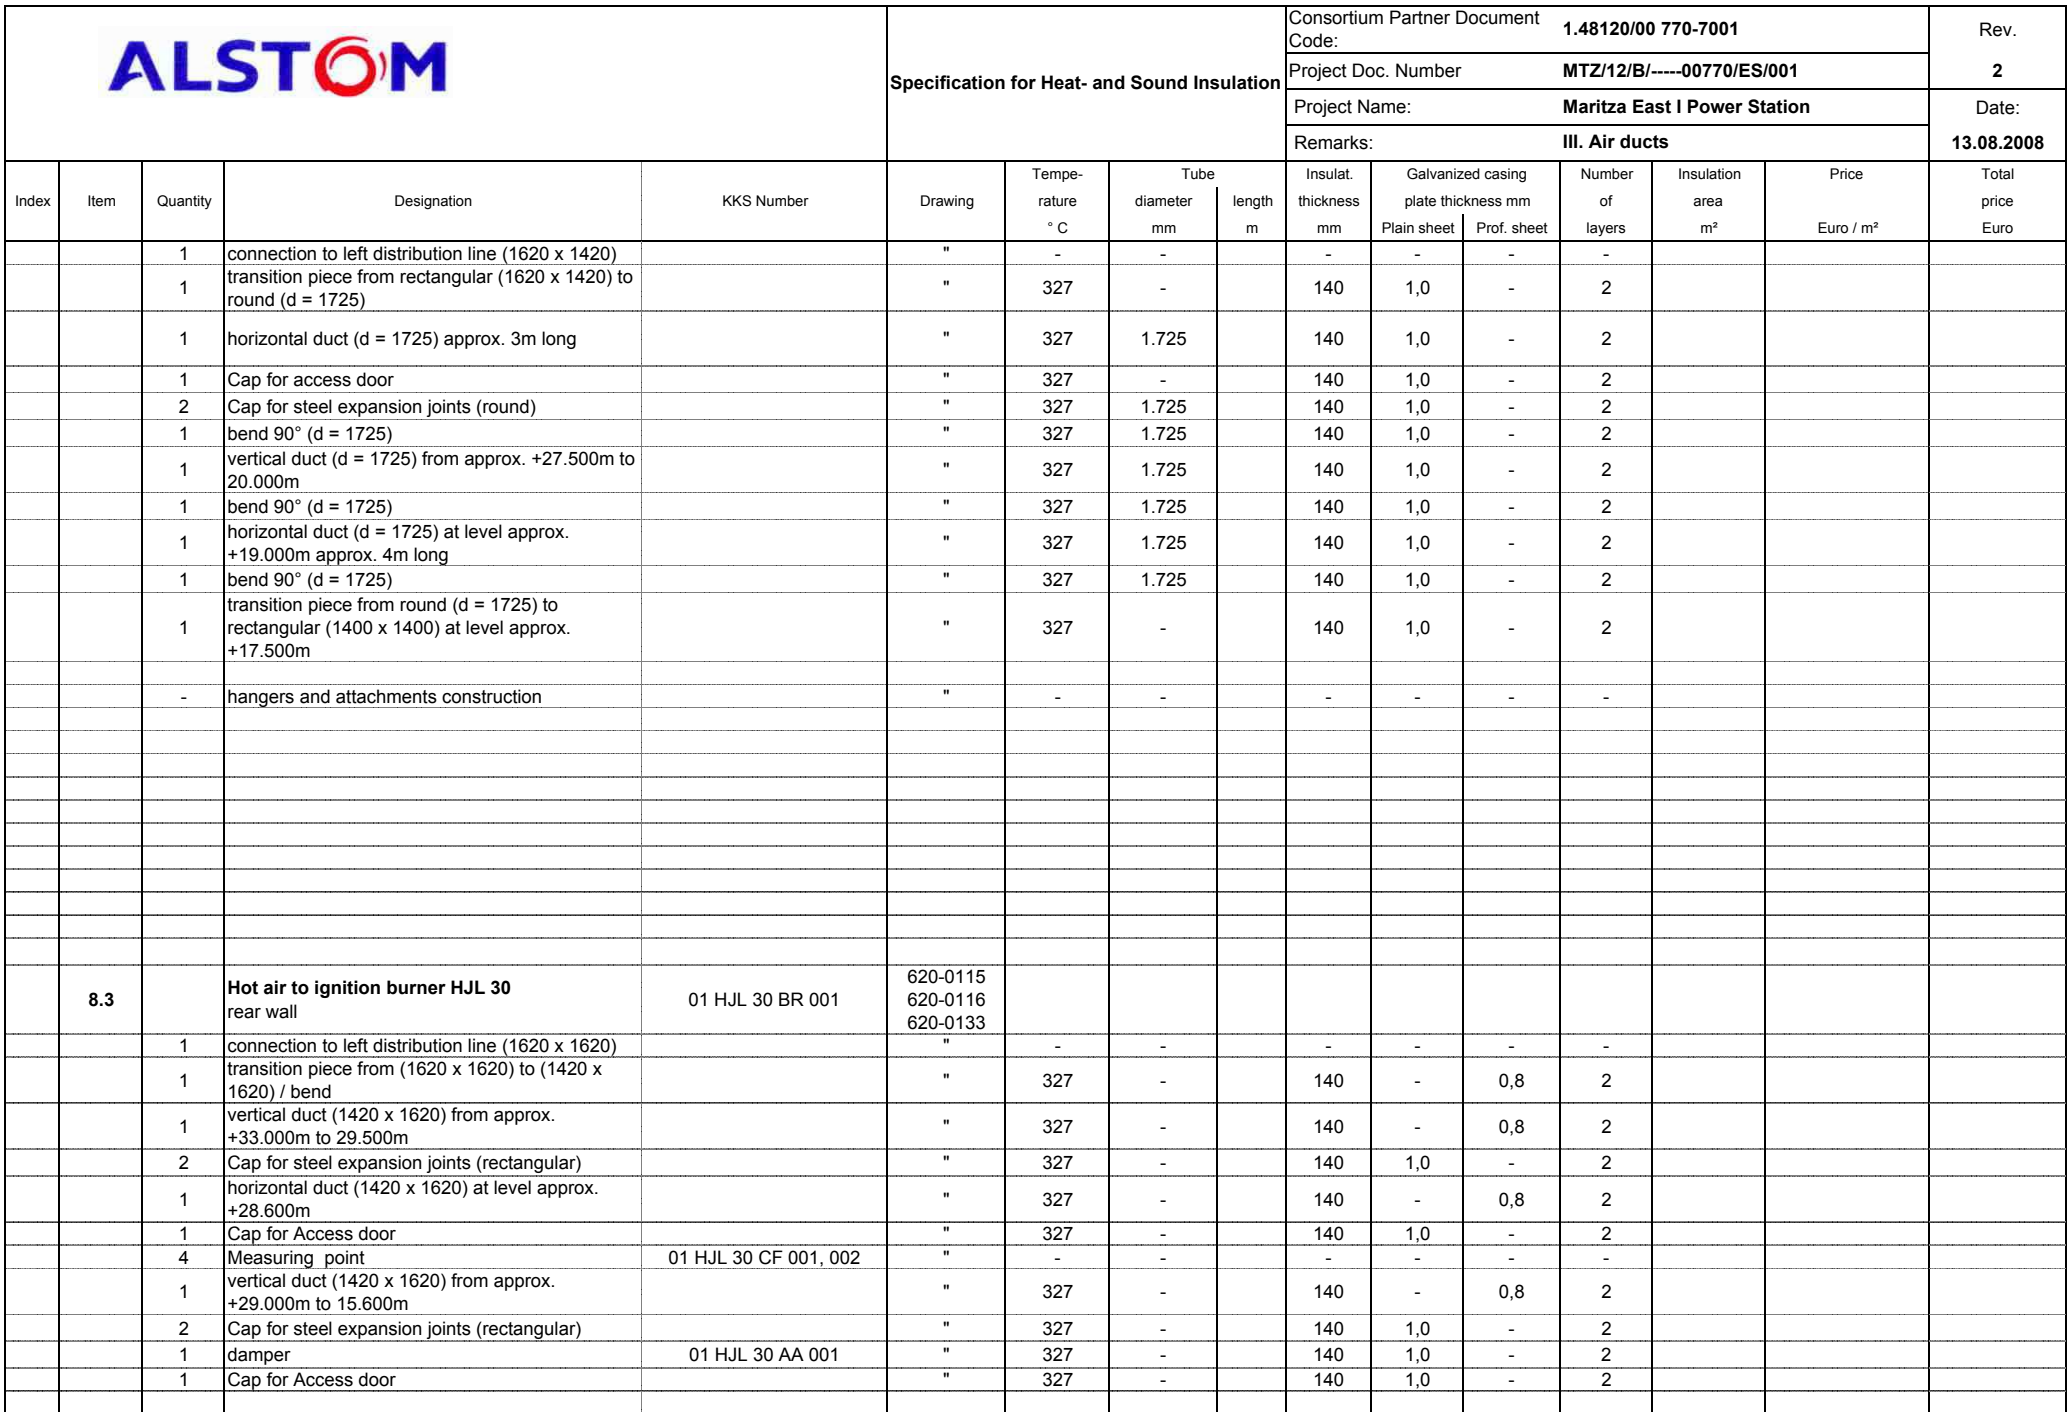 ALSTOM
Specification for Heat- and Sound Insulation
Consortium Partner Document
Code:
1.48120/00 770-7001
Rev.
Project Doc. Number MTZ/12/B/-----00770/ES/001 2
Project Name: Maritza East I Power Station Date:
Remarks: III. Air ducts 13.08.2008
Tempe- Tube Insulat. Galvanized casing Number Insulation Price Total
Index Item Quantity Designation KKS Number Drawing rature diameter length thickness plate thickness mm of area price
° C mm m mm Plain sheet Prof. sheet layers m² Euro / m² Euro
1 connection to left distribution line (1620 x 1420) " - - - - - -
transition piece from rectangular (1620 x 1420) to
1 " 327 - 140 1,0 - 2
round (d = 1725)
1 horizontal duct (d = 1725) approx. 3m long " 327 1.725 140 1,0 - 2
1 Cap for access door " 327 - 140 1,0 - 2
2 Cap for steel expansion joints (round) " 327 1.725 140 1,0 - 2
1 bend 90° (d = 1725) " 327 1.725 140 1,0 - 2
vertical duct (d = 1725) from approx. +27.500m to
1 " 327 1.725 140 1,0 - 2
20.000m
1 bend 90° (d = 1725) " 327 1.725 140 1,0 - 2
horizontal duct (d = 1725) at level approx.
1 " 327 1.725 140 1,0 - 2
+19.000m approx. 4m long
1 bend 90° (d = 1725) " 327 1.725 140 1,0 - 2
transition piece from round (d = 1725) to
1 rectangular (1400 x 1400) at level approx. " 327 - 140 1,0 - 2
+17.500m
- hangers and attachments construction " - - - - - -
620-0115
8.3 Hot air to ignition burner HJL 30 01 HJL 30 BR 001 620-0116
rear wall
620-0133
1 connection to left distribution line (1620 x 1620) " - - - - - -
transition piece from (1620 x 1620) to (1420 x
1 " 327 - 140 - 0,8 2
1620) / bend
vertical duct (1420 x 1620) from approx.
1 " 327 - 140 - 0,8 2
+33.000m to 29.500m
2 Cap for steel expansion joints (rectangular) " 327 - 140 1,0 - 2
horizontal duct (1420 x 1620) at level approx.
1 " 327 - 140 - 0,8 2
+28.600m
1 Cap for Access door " 327 - 140 1,0 - 2
4 Measuring point 01 HJL 30 CF 001, 002 " - - - - - -
vertical duct (1420 x 1620) from approx.
1 " 327 - 140 - 0,8 2
+29.000m to 15.600m
2 Cap for steel expansion joints (rectangular) " 327 - 140 1,0 - 2
1 damper 01 HJL 30 AA 001 " 327 - 140 1,0 - 2
1 Cap for Access door " 327 - 140 1,0 - 2